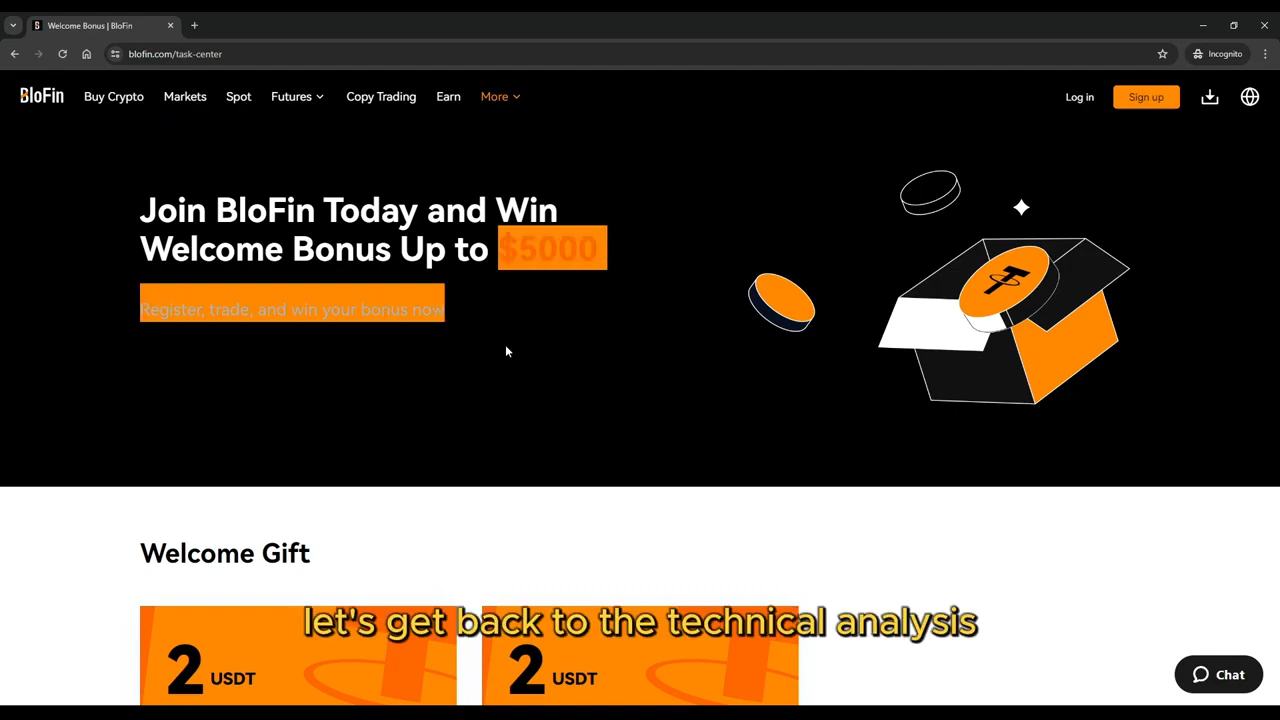 Welcome Bonus | BloFin
blofin.com/task-center
Incognito
BloFin
Buy Crypto
Markets
Spot
Futures
Copy Trading
Earn
More
Log in
Sign up
Join BloFin Today and Win
Welcome Bonus Up to $5000
Register, trade, and win your bonus now
Welcome Gift
let's get back to the technical analysis
2 USDT
2 USDT
Chat